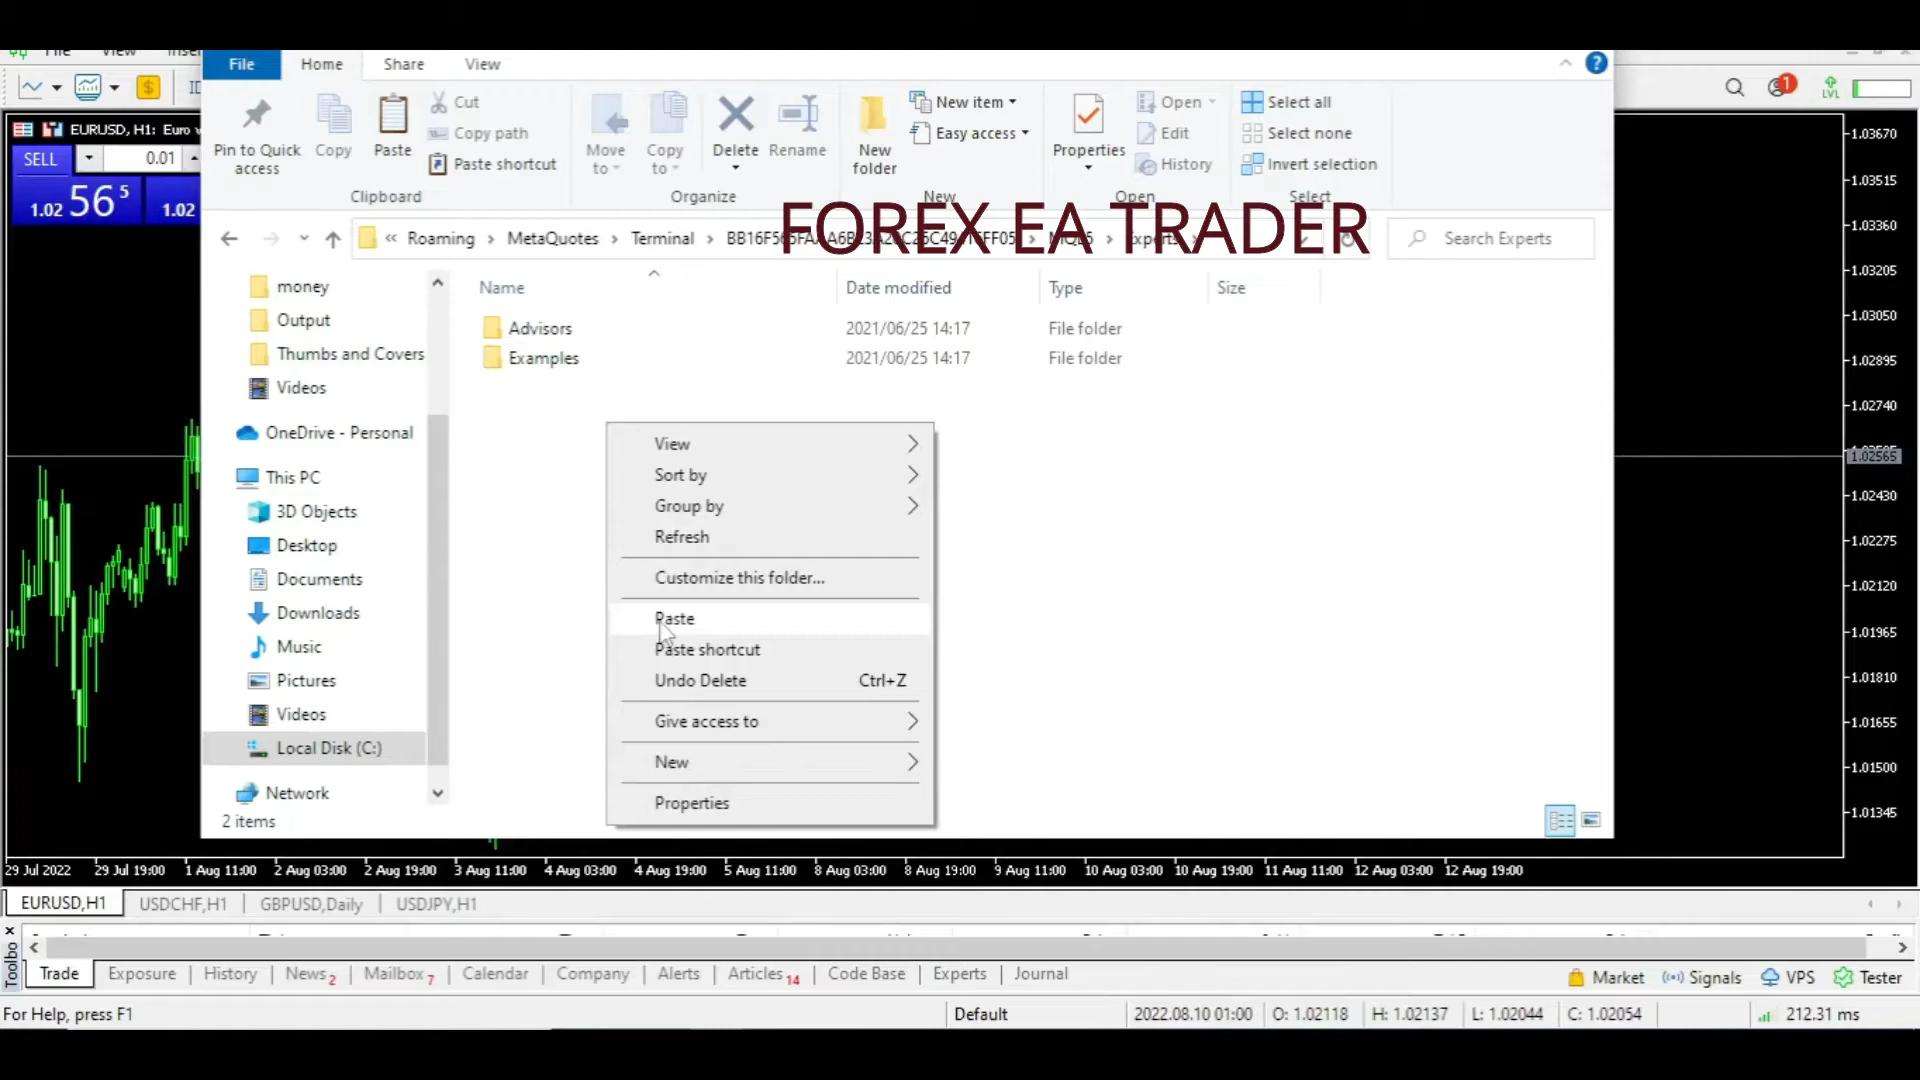 File Home Share View
Pin to Quick access
Copy
Paste
Cut
Copy path
Paste shortcut
Clipboard
Move to
Copy to
Delete
Rename
Organize
New folder
New item
Easy access
New
Properties
Open
Edit
History
Open
Select all
Select none
Invert selection
Select
FOREX EA TRADER
« Roaming > MetaQuotes > Terminal >
Search Experts
EURUSD, H1: Euro
SELL 0.01
1.02 56 5 1.02
1
LVL
money
Output
Thumbs and Covers
Videos
OneDrive - Personal
This PC
3D Objects
Desktop
Documents
Downloads
Music
Pictures
Videos
Local Disk (C:)
Network
2 items
Name Date modified Type Size
Advisors 2021/06/25 14:17 File folder
Examples 2021/06/25 14:17 File folder
View
Sort by
Group by
Refresh
Customize this folder...
Paste
Paste shortcut
Undo Delete Ctrl+Z
Give access to
New
Properties
1.03670
1.03515
1.03360
1.03205
1.03050
1.02895
1.02740
1.02565
1.02430
1.02275
1.02120
1.01965
1.01810
1.01655
1.01500
1.01345
29 Jul 2022 29 Jul 19:00 1 Aug 11:00 2 Aug 03:00 2 Aug 19:00 3 Aug 11:00 4 Aug 03:00 4 Aug 19:00 5 Aug 11:00 8 Aug 03:00 8 Aug 19:00 9 Aug 11:00 10 Aug 03:00 10 Aug 19:00 11 Aug 11:00 12 Aug 03:00 12 Aug 19:00
EURUSD,H1 USDCHF,H1 GBPUSD,Daily USDJPY,H1
Toolbo
Trade Exposure History News 2 Mailbox 7 Calendar Company Alerts Articles 14 Code Base Experts Journal
Market Signals VPS Tester
For Help, press F1 Default 2022.08.10 01:00 O: 1.02118 H: 1.02137 L: 1.02044 C: 1.02054 212.31 ms